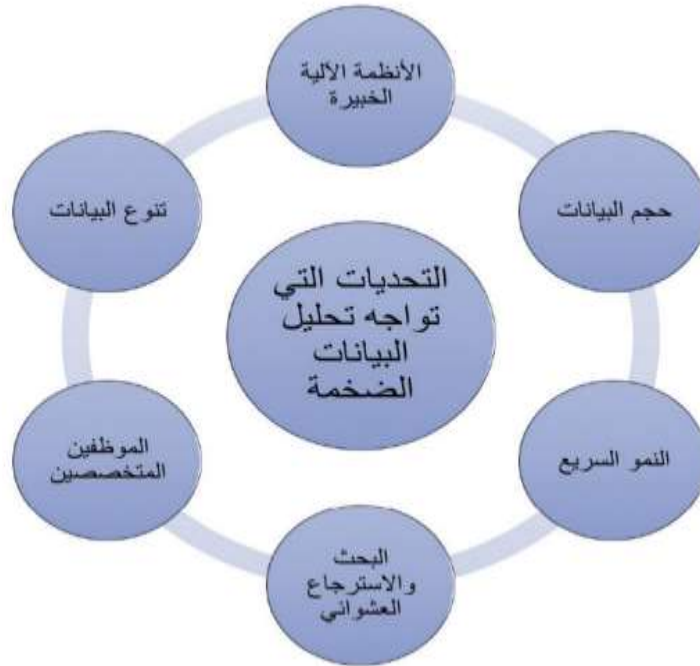 الأنظمة الآلية
الخبيرة
حجم البيانات
النمو السريع
البحث
والاسترجاع
العشوائي
الموظفين
المتخصصين
تنوع البيانات
التحديات التي
تواجه تحليل
البيانات
الضخمة